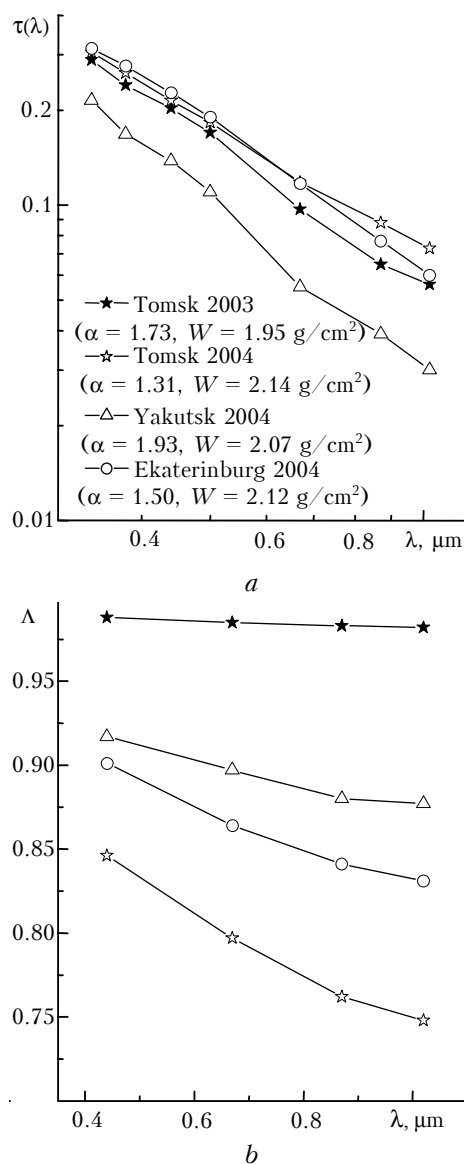 τ(λ)
0.2
0.1
Tomsk 2003
(α = 1.73, W = 1.95 g/cm²)
Tomsk 2004
(α = 1.31, W = 2.14 g/cm²)
Yakutsk 2004
(α = 1.93, W = 2.07 g/cm²)
Ekaterinburg 2004
(α = 1.50, W = 2.12 g/cm²)
0.01
0.4 0.6 0.8 λ, μm
a
Λ
0.95
0.90
0.85
0.80
0.75
0.4 0.6 0.8 λ, μm
b